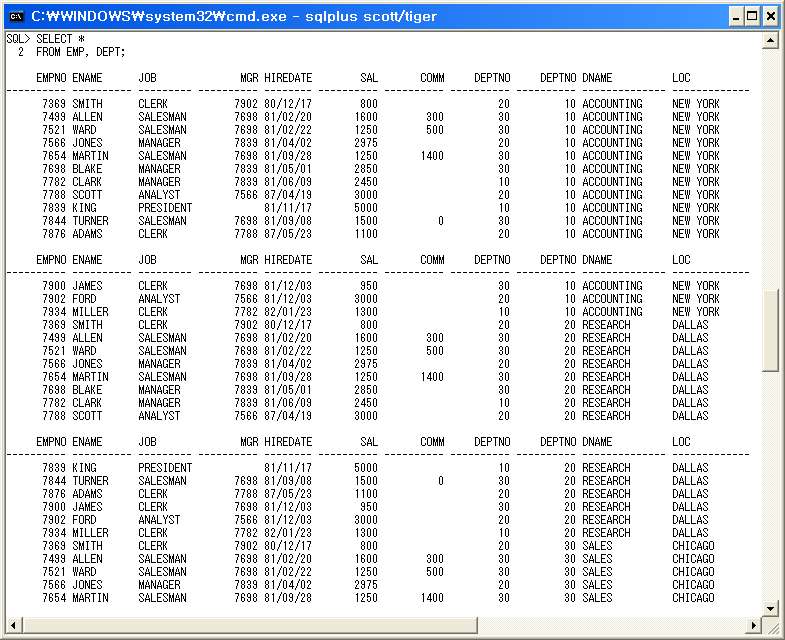 C:\WINDOWS\system32\cmd.exe - sqlplus scott/tiger
SQL> SELECT *
  2  FROM EMP, DEPT;
EMPNO ENAME JOB MGR HIREDATE SAL COMM DEPTNO DEPTNO DNAME LOC
7369 SMITH CLERK 7902 80/12/17 800 20 10 ACCOUNTING NEW YORK
7499 ALLEN SALESMAN 7698 81/02/20 1600 300 30 10 ACCOUNTING NEW YORK
7521 WARD SALESMAN 7698 81/02/22 1250 500 30 10 ACCOUNTING NEW YORK
7566 JONES MANAGER 7839 81/04/02 2975 20 10 ACCOUNTING NEW YORK
7654 MARTIN SALESMAN 7698 81/09/28 1250 1400 30 10 ACCOUNTING NEW YORK
7698 BLAKE MANAGER 7839 81/05/01 2850 30 10 ACCOUNTING NEW YORK
7782 CLARK MANAGER 7839 81/06/09 2450 10 10 ACCOUNTING NEW YORK
7788 SCOTT ANALYST 7566 87/04/19 3000 20 10 ACCOUNTING NEW YORK
7839 KING PRESIDENT 81/11/17 5000 10 10 ACCOUNTING NEW YORK
7844 TURNER SALESMAN 7698 81/09/08 1500 0 30 10 ACCOUNTING NEW YORK
7876 ADAMS CLERK 7788 87/05/23 1100 20 10 ACCOUNTING NEW YORK
EMPNO ENAME JOB MGR HIREDATE SAL COMM DEPTNO DEPTNO DNAME LOC
7900 JAMES CLERK 7698 81/12/03 950 30 10 ACCOUNTING NEW YORK
7902 FORD ANALYST 7566 81/12/03 3000 20 10 ACCOUNTING NEW YORK
7934 MILLER CLERK 7782 82/01/23 1300 10 10 ACCOUNTING NEW YORK
7369 SMITH CLERK 7902 80/12/17 800 20 20 RESEARCH DALLAS
7499 ALLEN SALESMAN 7698 81/02/20 1600 300 30 20 RESEARCH DALLAS
7521 WARD SALESMAN 7698 81/02/22 1250 500 30 20 RESEARCH DALLAS
7566 JONES MANAGER 7839 81/04/02 2975 20 20 RESEARCH DALLAS
7654 MARTIN SALESMAN 7698 81/09/28 1250 1400 30 20 RESEARCH DALLAS
7698 BLAKE MANAGER 7839 81/05/01 2850 30 20 RESEARCH DALLAS
7782 CLARK MANAGER 7839 81/06/09 2450 10 20 RESEARCH DALLAS
7788 SCOTT ANALYST 7566 87/04/19 3000 20 20 RESEARCH DALLAS
EMPNO ENAME JOB MGR HIREDATE SAL COMM DEPTNO DEPTNO DNAME LOC
7839 KING PRESIDENT 81/11/17 5000 10 20 RESEARCH DALLAS
7844 TURNER SALESMAN 7698 81/09/08 1500 0 30 20 RESEARCH DALLAS
7876 ADAMS CLERK 7788 87/05/23 1100 20 20 RESEARCH DALLAS
7900 JAMES CLERK 7698 81/12/03 950 30 20 RESEARCH DALLAS
7902 FORD ANALYST 7566 81/12/03 3000 20 20 RESEARCH DALLAS
7934 MILLER CLERK 7782 82/01/23 1300 10 20 RESEARCH DALLAS
7369 SMITH CLERK 7902 80/12/17 800 20 30 SALES CHICAGO
7499 ALLEN SALESMAN 7698 81/02/20 1600 300 30 30 SALES CHICAGO
7521 WARD SALESMAN 7698 81/02/22 1250 500 30 30 SALES CHICAGO
7566 JONES MANAGER 7839 81/04/02 2975 20 30 SALES CHICAGO
7654 MARTIN SALESMAN 7698 81/09/28 1250 1400 30 30 SALES CHICAGO